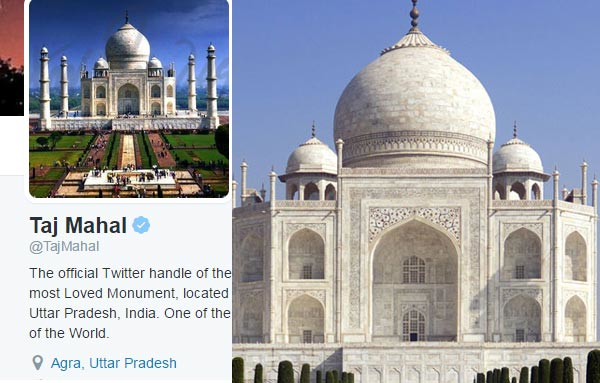 Taj Mahal
@TajMahal
The official Twitter handle of the
most Loved Monument, located
Uttar Pradesh, India. One of the
of the World.
Agra, Uttar Pradesh